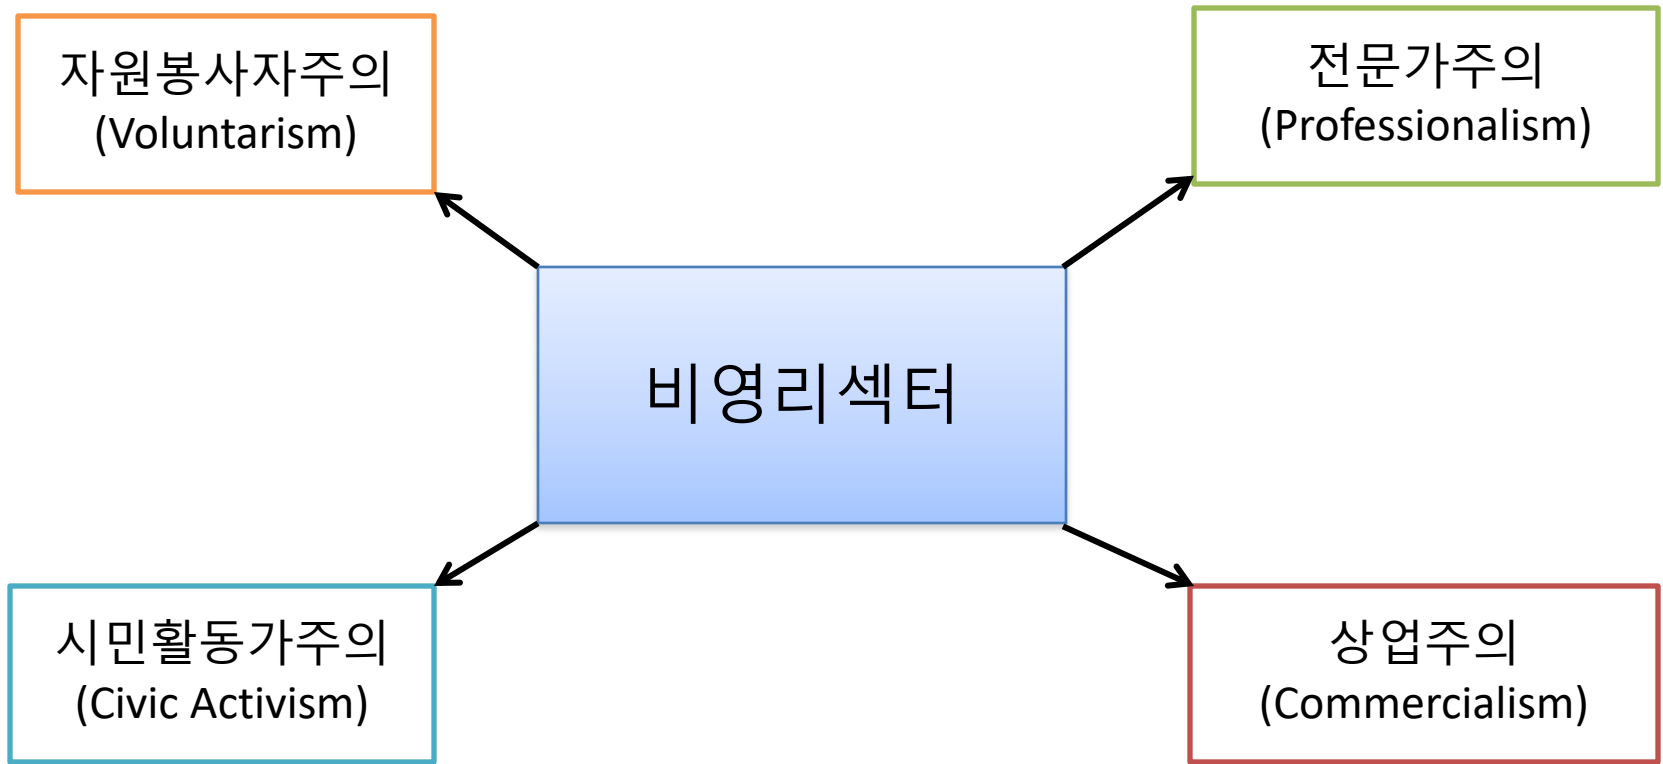 자원봉사자주의
(Voluntarism)
전문가주의
(Professionalism)
비영리섹터
시민활동가주의
(Civic Activism)
상업주의
(Commercialism)